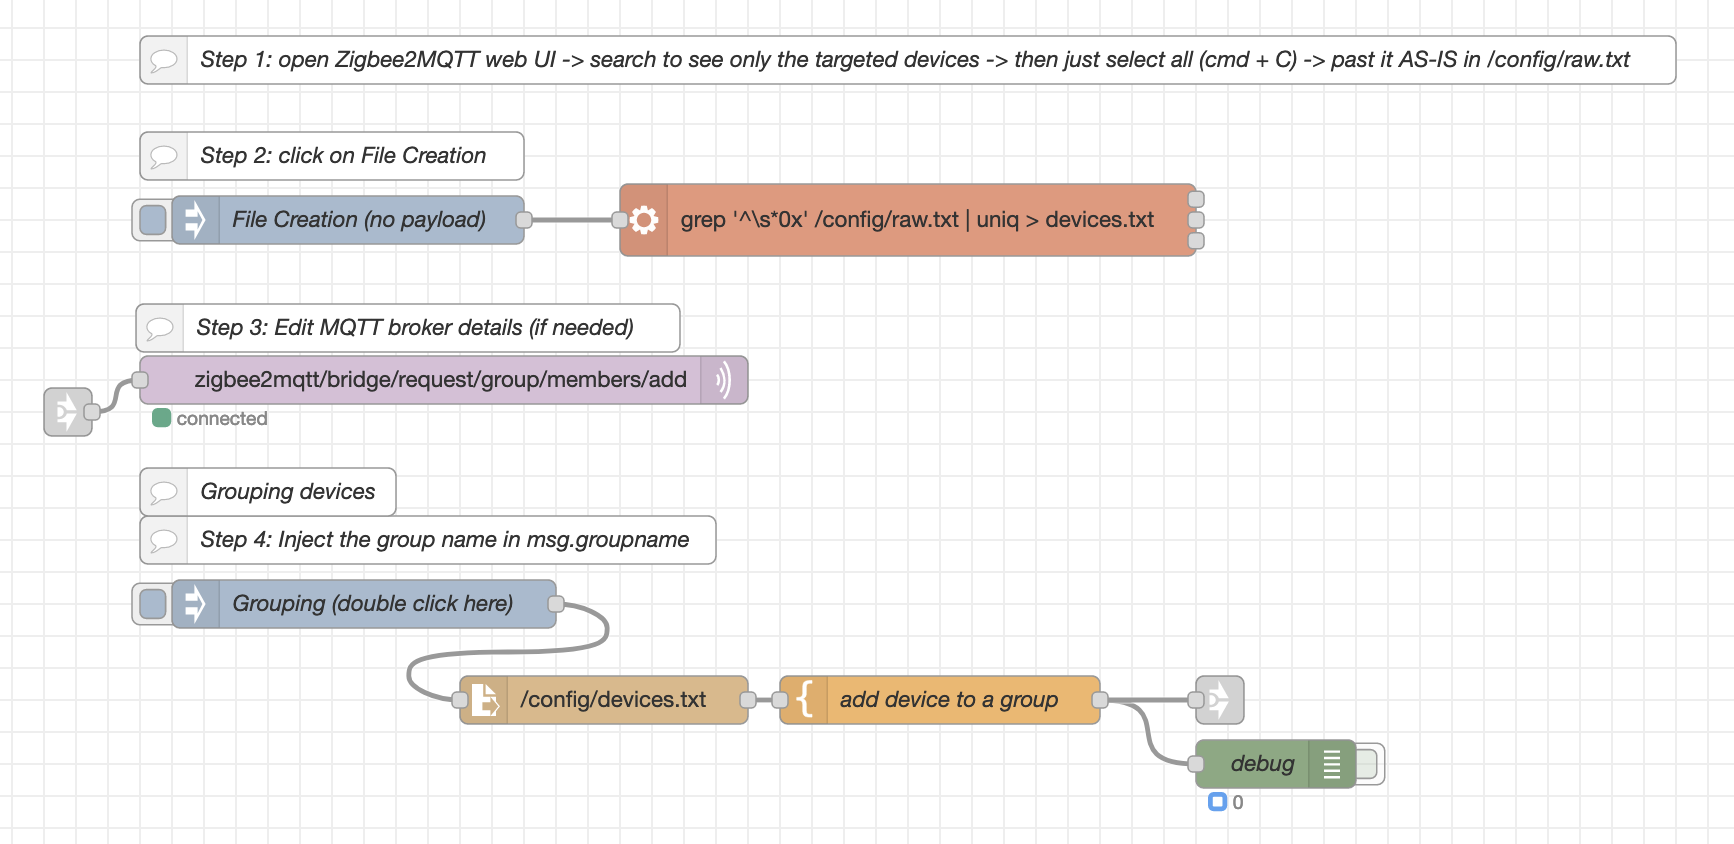 Step 1: open Zigbee2MQTT web UI -> search to see only the targeted devices -> then just select all (cmd + C) -> past it AS-IS in /config/raw.txt
Step 2: click on File Creation
File Creation (no payload)
grep '^\s*0x' /config/raw.txt | uniq > devices.txt
Step 3: Edit MQTT broker details (if needed)
zigbee2mqtt/bridge/request/group/members/add
connected
Grouping devices
Step 4: Inject the group name in msg.groupname
Grouping (double click here)
/config/devices.txt
add device to a group
debug
0